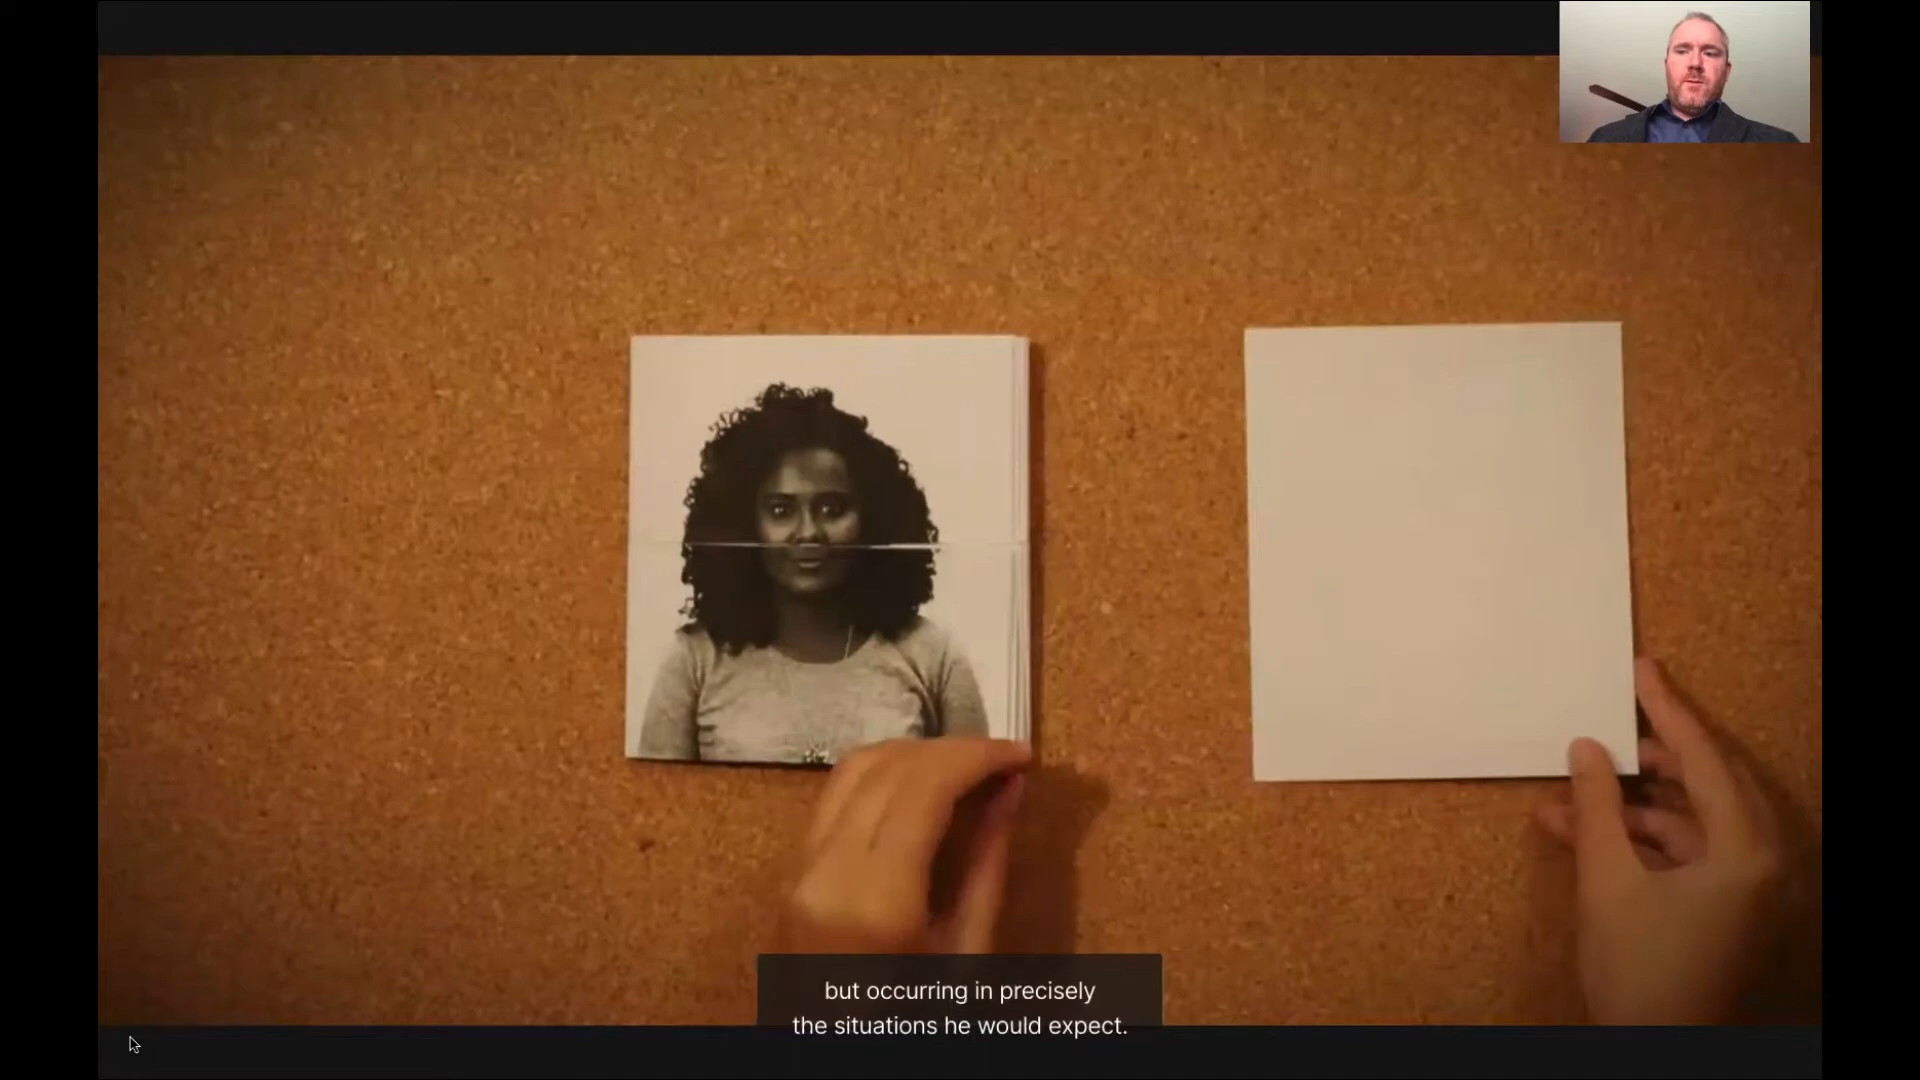 but occurring in precisely
the situations he would expect.